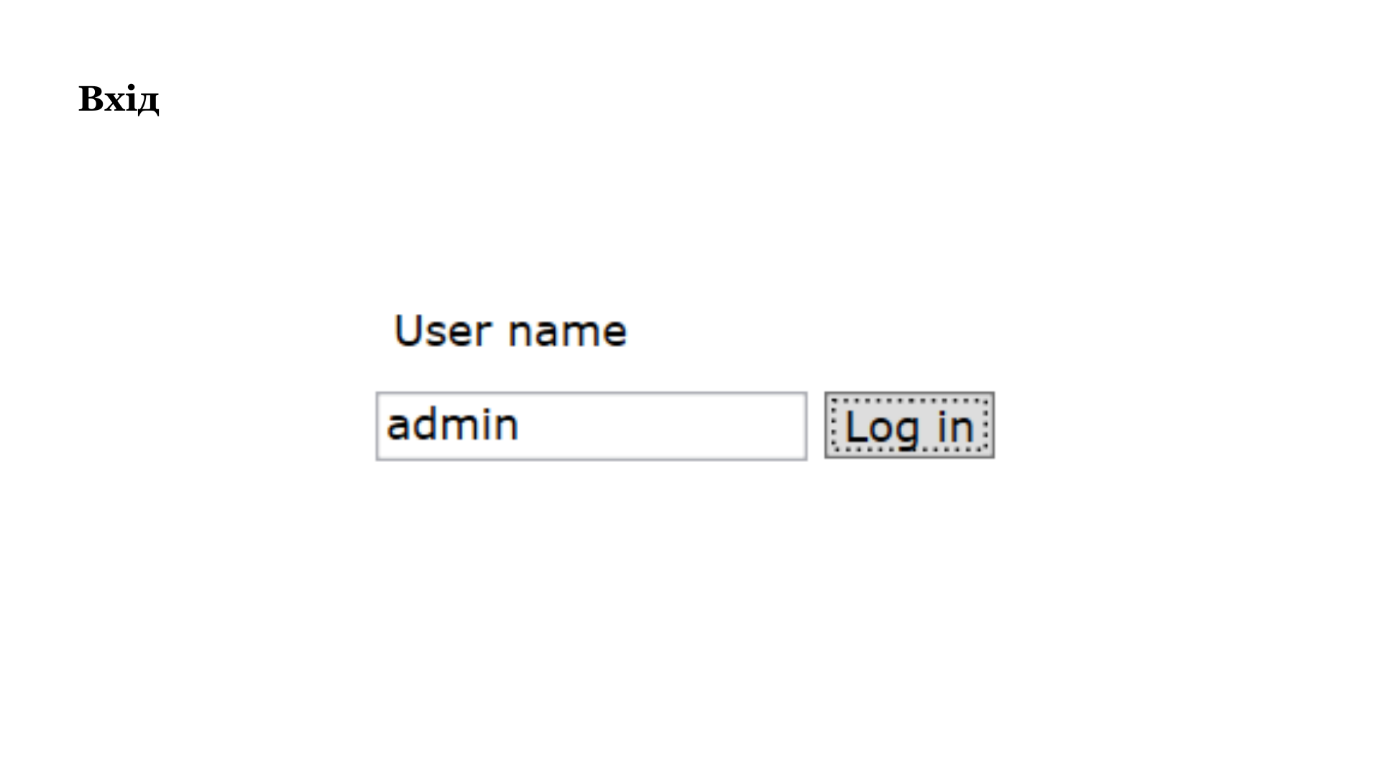 Вхід
User name
admin
Log in